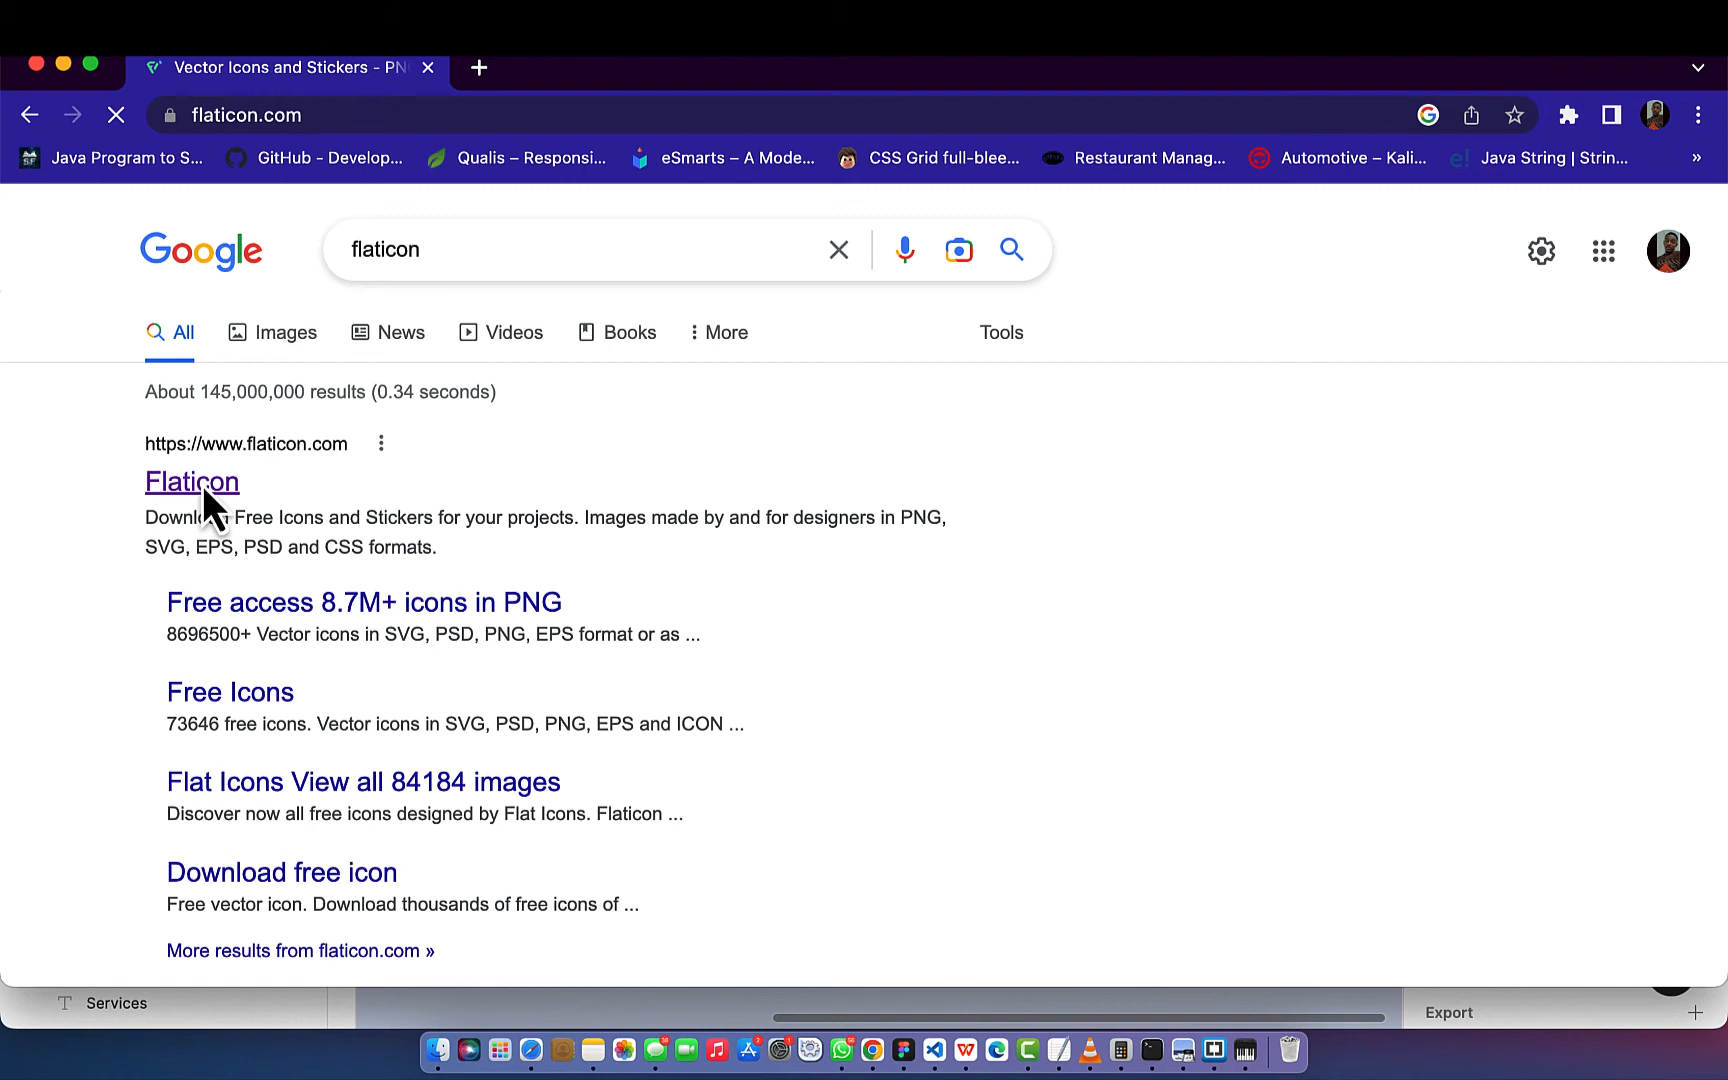 Vector Icons and Stickers - PN
flaticon.com
Java Program to S...
GitHub - Develop...
Qualis – Responsi...
eSmarts – A Mode...
CSS Grid full-blee...
Restaurant Manag...
Automotive – Kali...
Java String | Strin...
»
Google
flaticon
All
Images
News
Videos
Books
More
Tools
About 145,000,000 results (0.34 seconds)
https://www.flaticon.com
Flaticon
Download Free Icons and Stickers for your projects. Images made by and for designers in PNG,
SVG, EPS, PSD and CSS formats.
Free access 8.7M+ icons in PNG
8696500+ Vector icons in SVG, PSD, PNG, EPS format or as ...
Free Icons
73646 free icons. Vector icons in SVG, PSD, PNG, EPS and ICON ...
Flat Icons View all 84184 images
Discover now all free icons designed by Flat Icons. Flaticon ...
Download free icon
Free vector icon. Download thousands of free icons of ...
More results from flaticon.com »
Services
Export